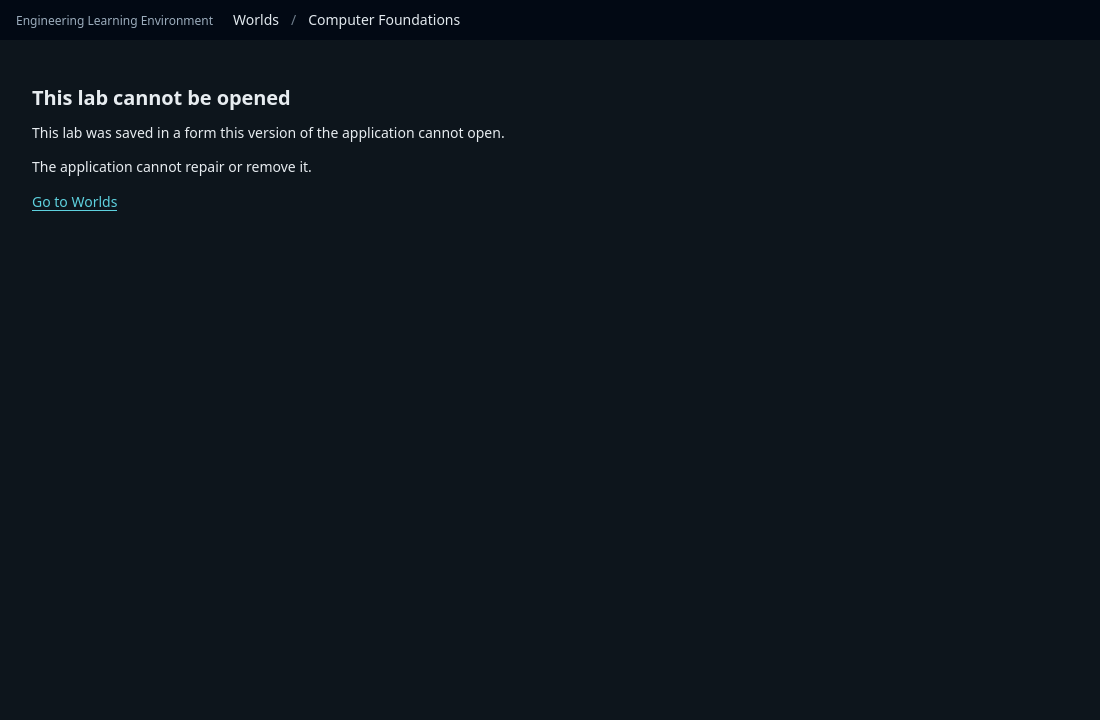 Engineering Learning Environment Worlds / Computer Foundations
This lab cannot be opened
This lab was saved in a form this version of the application cannot open.
The application cannot repair or remove it.
Go to Worlds